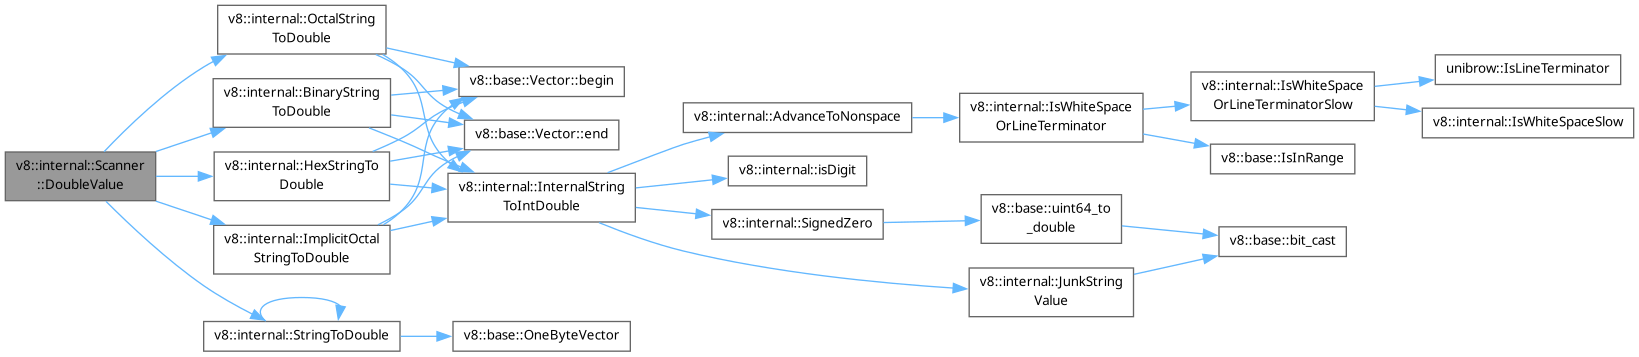 v8::internal::Scanner
::DoubleValue
v8::internal::OctalString
ToDouble
v8::internal::BinaryString
ToDouble
v8::internal::HexStringTo
Double
v8::internal::ImplicitOctal
StringToDouble
v8::internal::StringToDouble
v8::base::Vector::begin
v8::base::Vector::end
v8::internal::InternalString
ToIntDouble
v8::base::OneByteVector
v8::internal::AdvanceToNonspace
v8::internal::isDigit
v8::internal::SignedZero
v8::internal::IsWhiteSpace
OrLineTerminator
v8::base::uint64_to
_double
v8::internal::JunkString
Value
v8::internal::IsWhiteSpace
OrLineTerminatorSlow
v8::base::IsInRange
v8::base::bit_cast
unibrow::IsLineTerminator
v8::internal::IsWhiteSpaceSlow